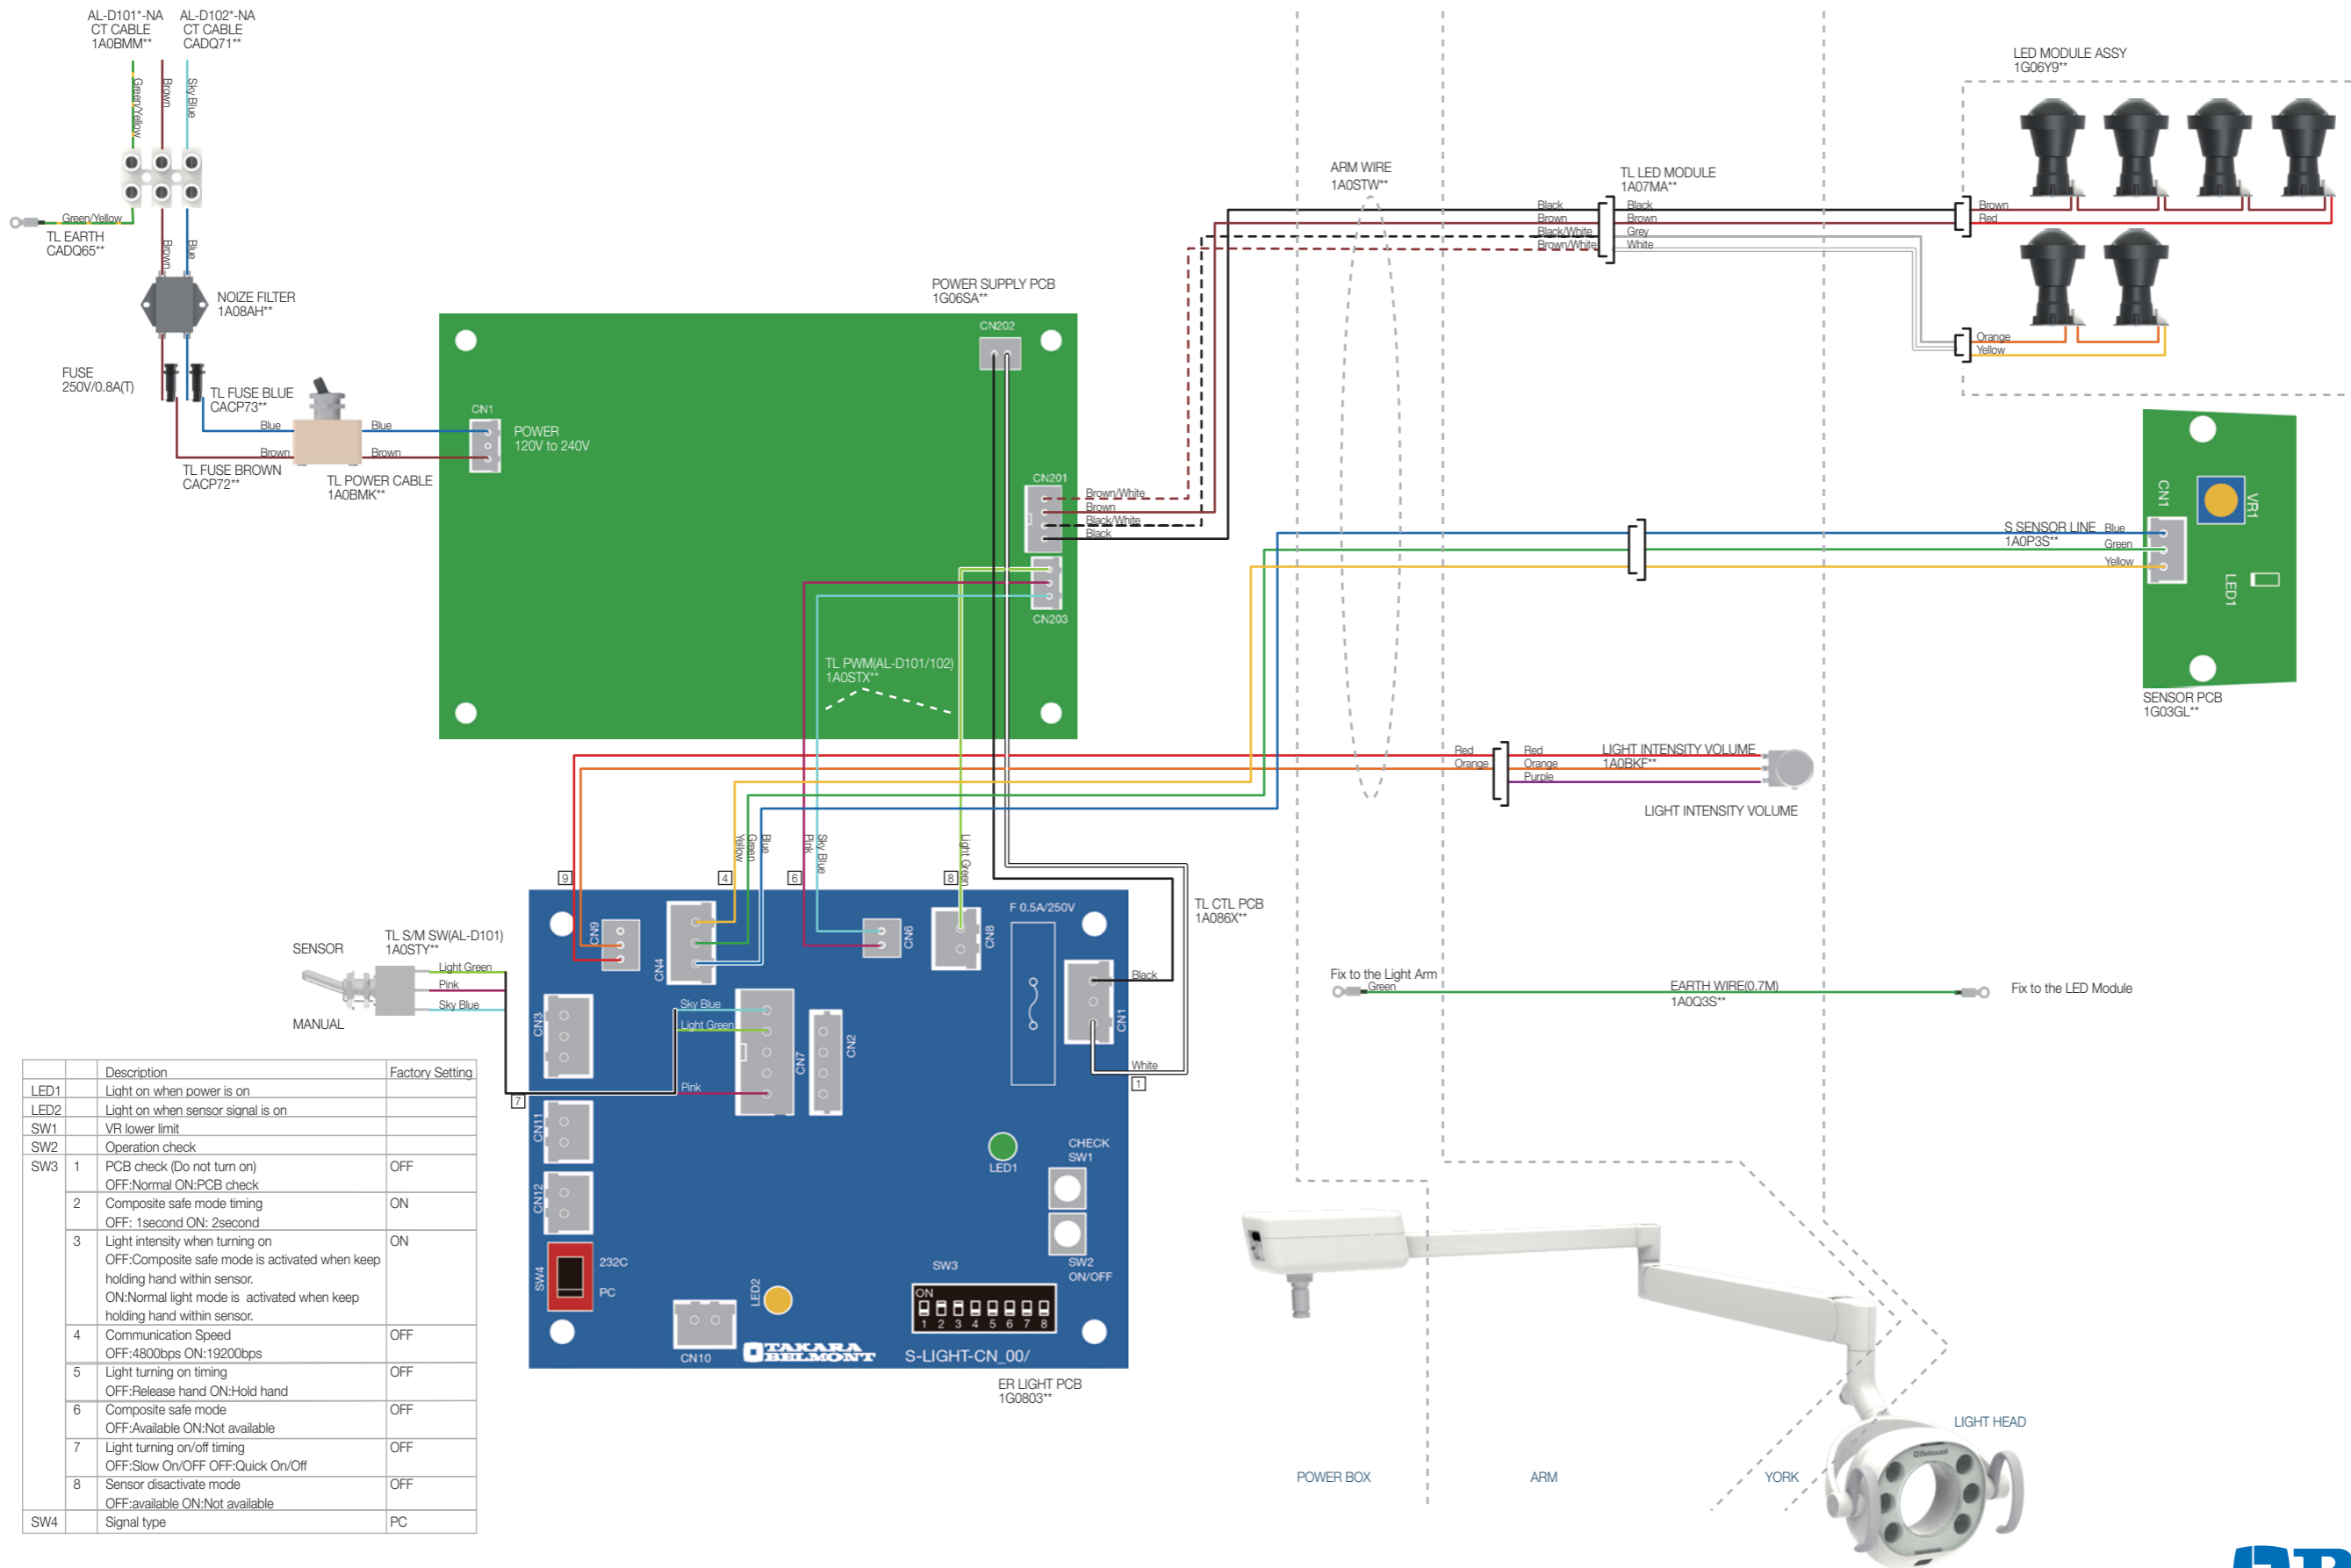 AL-D101*-NA
CT CABLE
1A0BMM**
AL-D102*-NA
CT CABLE
CADQ71**
Green/Yellow
Brown
Sky Blue
Green/Yellow
TL EARTH
CADQ65**
Brown
Blue
NOIZE FILTER
1A08AH**
FUSE
250V/0.8A(T)
TL FUSE BLUE
CACP73**
Blue
Blue
Brown
Brown
TL FUSE BROWN
CACP72**
TL POWER CABLE
1A0BMK**
POWER SUPPLY PCB
1G06SA**
CN202
CN1
POWER
120V to 240V
CN201
Brown/White
Brown
Black/White
Black
CN203
TL PWM(AL-D101/102)
1A0STX**
ARM WIRE
1A0STW**
Black
Brown
Black/White
Brown/White
TL LED MODULE
1A07MA**
Black
Brown
Grey
White
LED MODULE ASSY
1G06Y9**
Brown
Red
Orange
Yellow
S SENSOR LINE
1A0P3S**
Blue
Green
Yellow
CN1
VR1
LED1
SENSOR PCB
1G03GL**
Red
Orange
Red
Orange
Purple
LIGHT INTENSITY VOLUME
1A0BKF**
LIGHT INTENSITY VOLUME
Yellow
Green
Blue
Pink
Sky Blue
Light Green
9
4
6
8
F 0.5A/250V
TL CTL PCB
1A086X**
SENSOR
TL S/M SW(AL-D101)
1A0STY**
Light Green
Pink
Sky Blue
MANUAL
CN9
CN4
CN6
CN8
Black
CN1
White
1
CN3
Sky Blue
Light Green
Pink
CN7
CN2
7
CN11
CN12
LED1
CHECK
SW1
SW2
ON/OFF
SW4
232C
PC
LED2
SW3
ON
1 2 3 4 5 6 7 8
CN10
TAKARA
BELMONT
S-LIGHT-CN_00/
ER LIGHT PCB
1G0803**
Fix to the Light Arm
Green
EARTH WIRE(0.7M)
1A0Q3S**
Fix to the LED Module
Description Factory Setting
LED1 Light on when power is on
LED2 Light on when sensor signal is on
SW1 VR lower limit
SW2 Operation check
SW3 1 PCB check (Do not turn on) OFF
OFF:Normal ON:PCB check
2 Composite safe mode timing ON
OFF: 1second ON: 2second
3 Light intensity when turning on ON
OFF:Composite safe mode is activated when keep
holding hand within sensor.
ON:Normal light mode is activated when keep
holding hand within sensor.
4 Communication Speed OFF
OFF:4800bps ON:19200bps
5 Light turning on timing OFF
OFF:Release hand ON:Hold hand
6 Composite safe mode OFF
OFF:Available ON:Not available
7 Light turning on/off timing OFF
OFF:Slow On/OFF OFF:Quick On/Off
8 Sensor disactivate mode OFF
OFF:available ON:Not available
SW4 Signal type PC
POWER BOX
ARM
YORK
LIGHT HEAD
Belmont